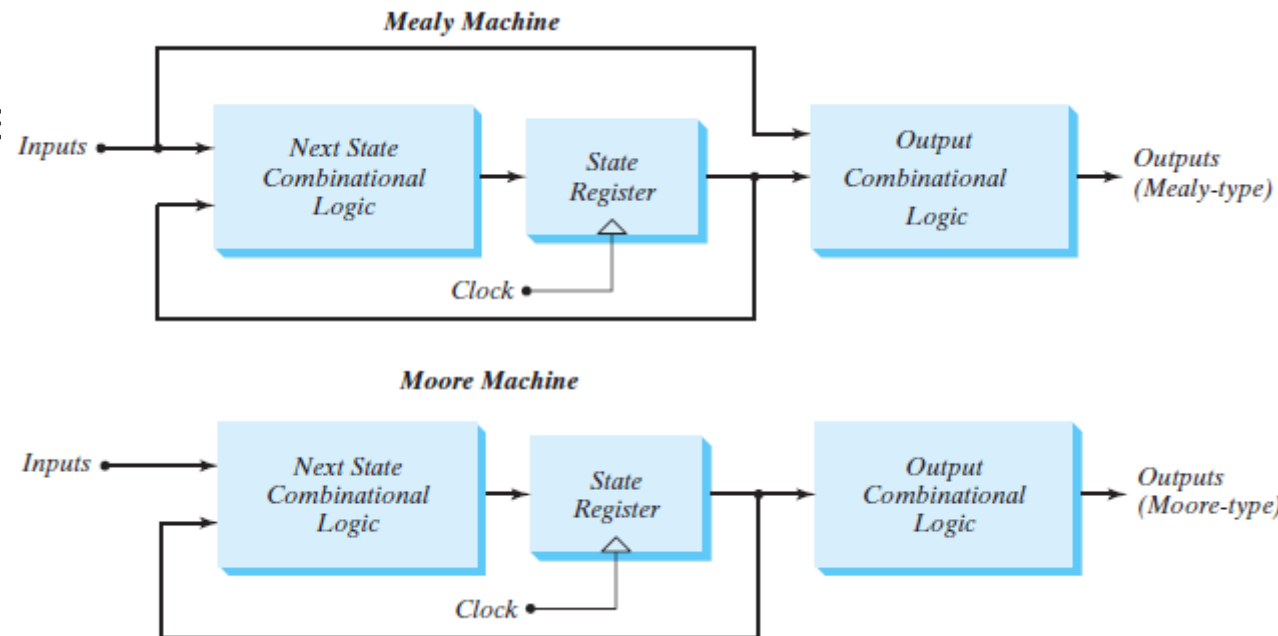 Mealy Machine
Inputs
Next State
Combinational
Logic
State
Register
Clock
Output
Combinational
Logic
Outputs
(Mealy-type)
Moore Machine
Inputs
Next State
Combinational
Logic
State
Register
Clock
Output
Combinational
Logic
Outputs
(Moore-type)